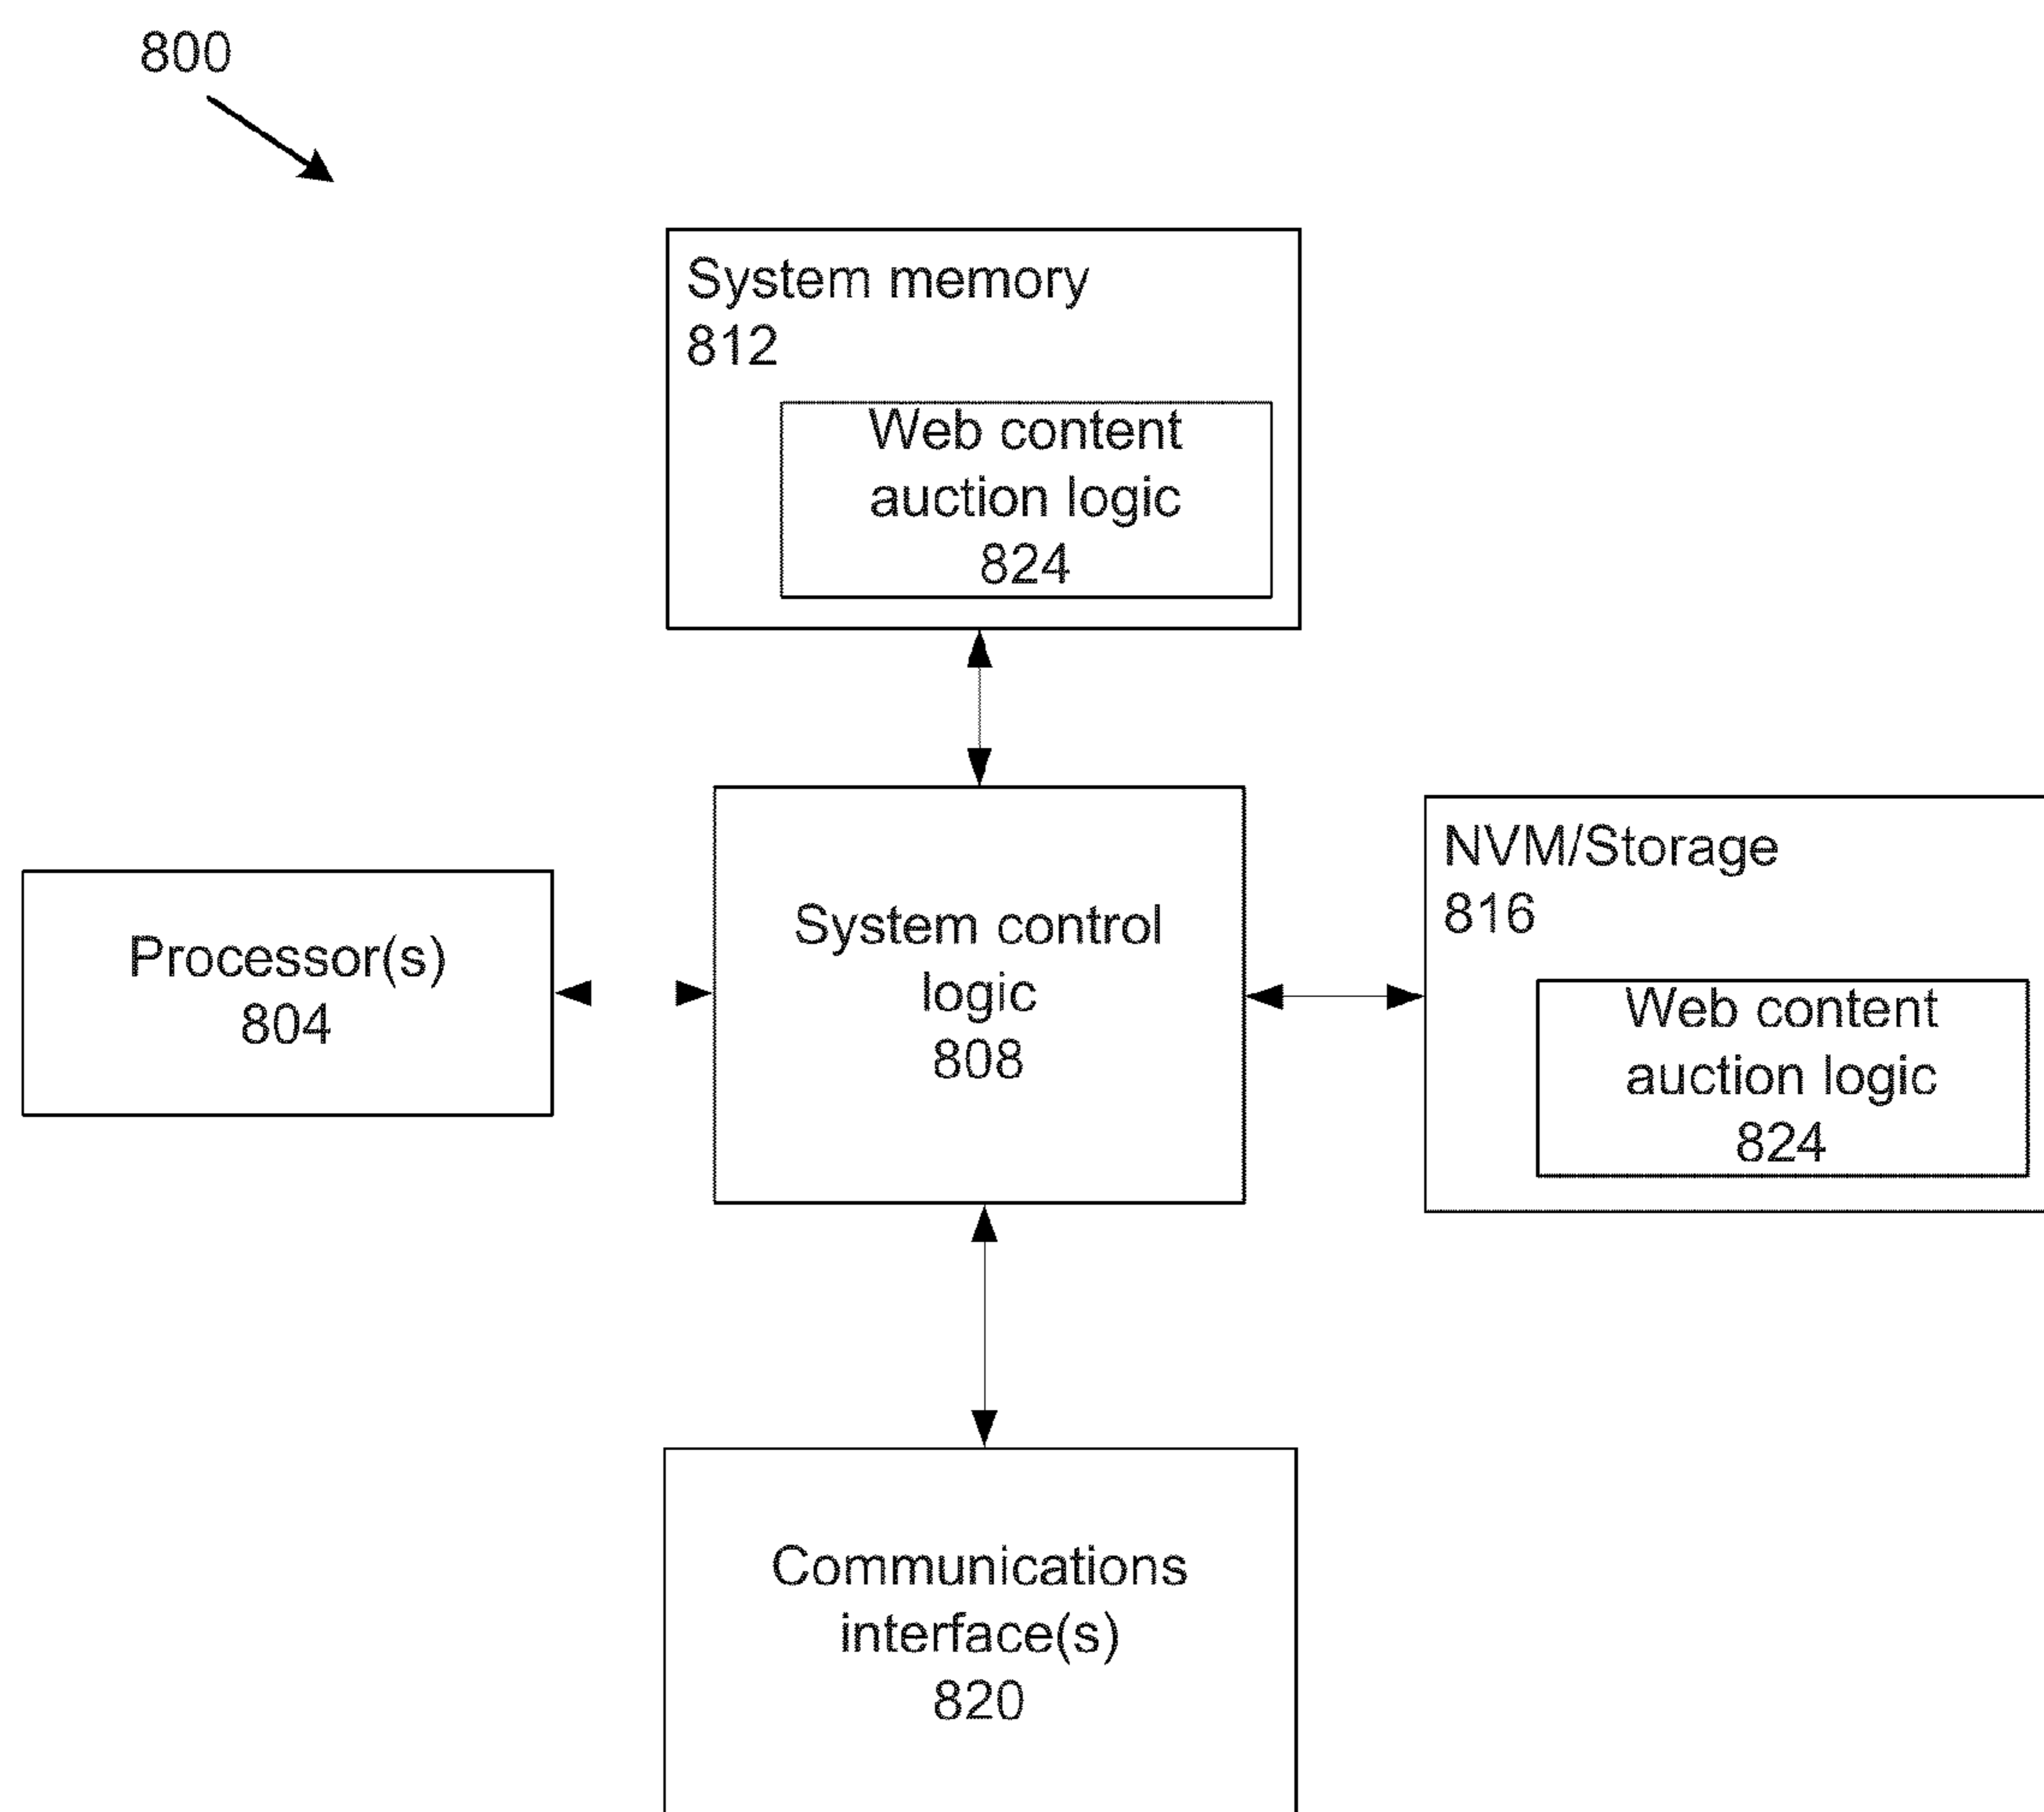 800
System memory
812
Web content
auction logic
824
Processor(s)
804
System control
logic
808
NVM/Storage
816
Web content
auction logic
824
Communications
interface(s)
820